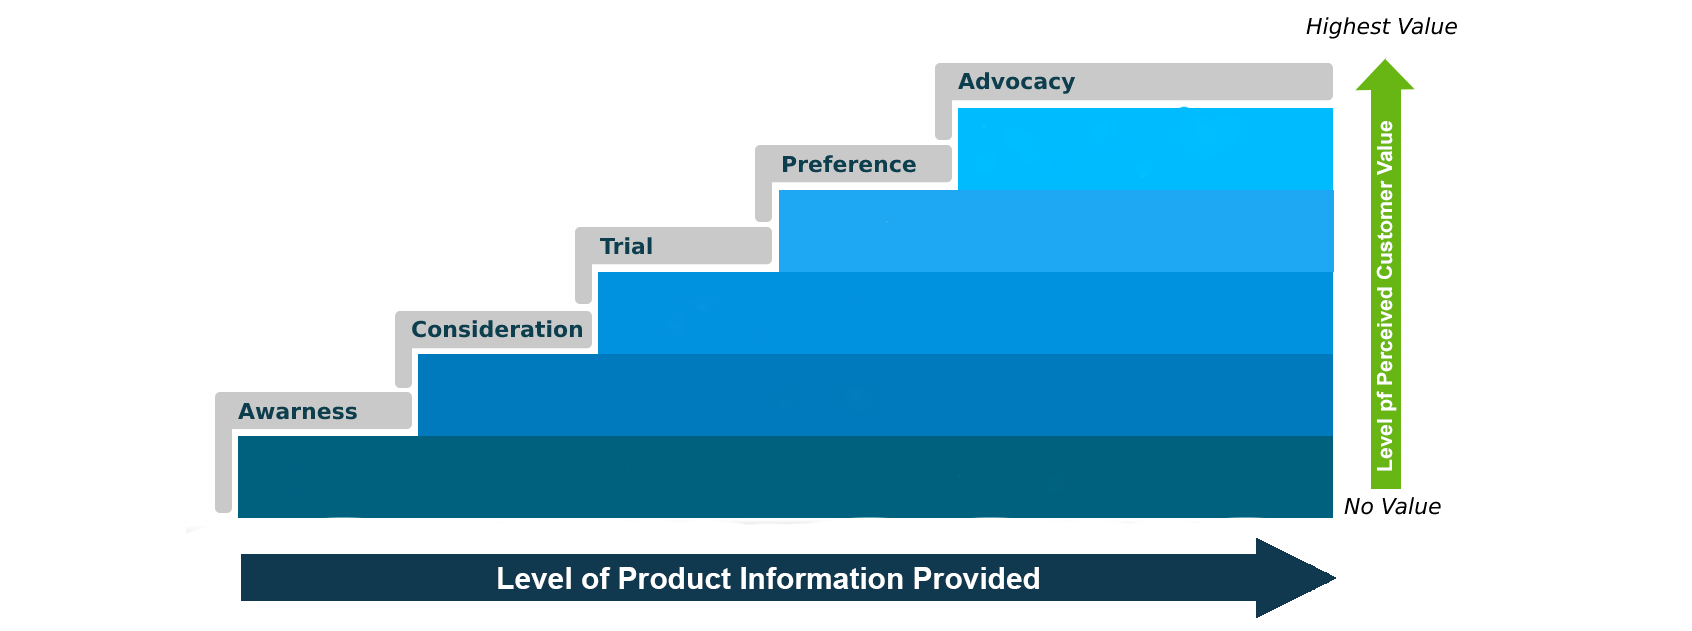 Highest Value
Advocacy
Preference
Trial
Consideration
Awarness
Level pf Perceived Customer Value
No Value
Level of Product Information Provided